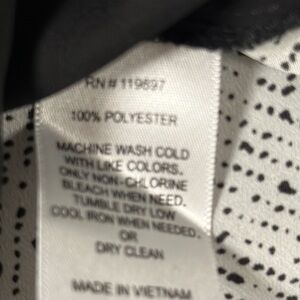 RN # 119697
100% POLYESTER
MACHINE WASH COLD
WITH LIKE COLORS.
ONLY NON-CHLORINE
BLEACH WHEN NEED.
TUMBLE DRY LOW
COOL IRON WHEN NEEDED.
OR
DRY CLEAN
MADE IN VIETNAM